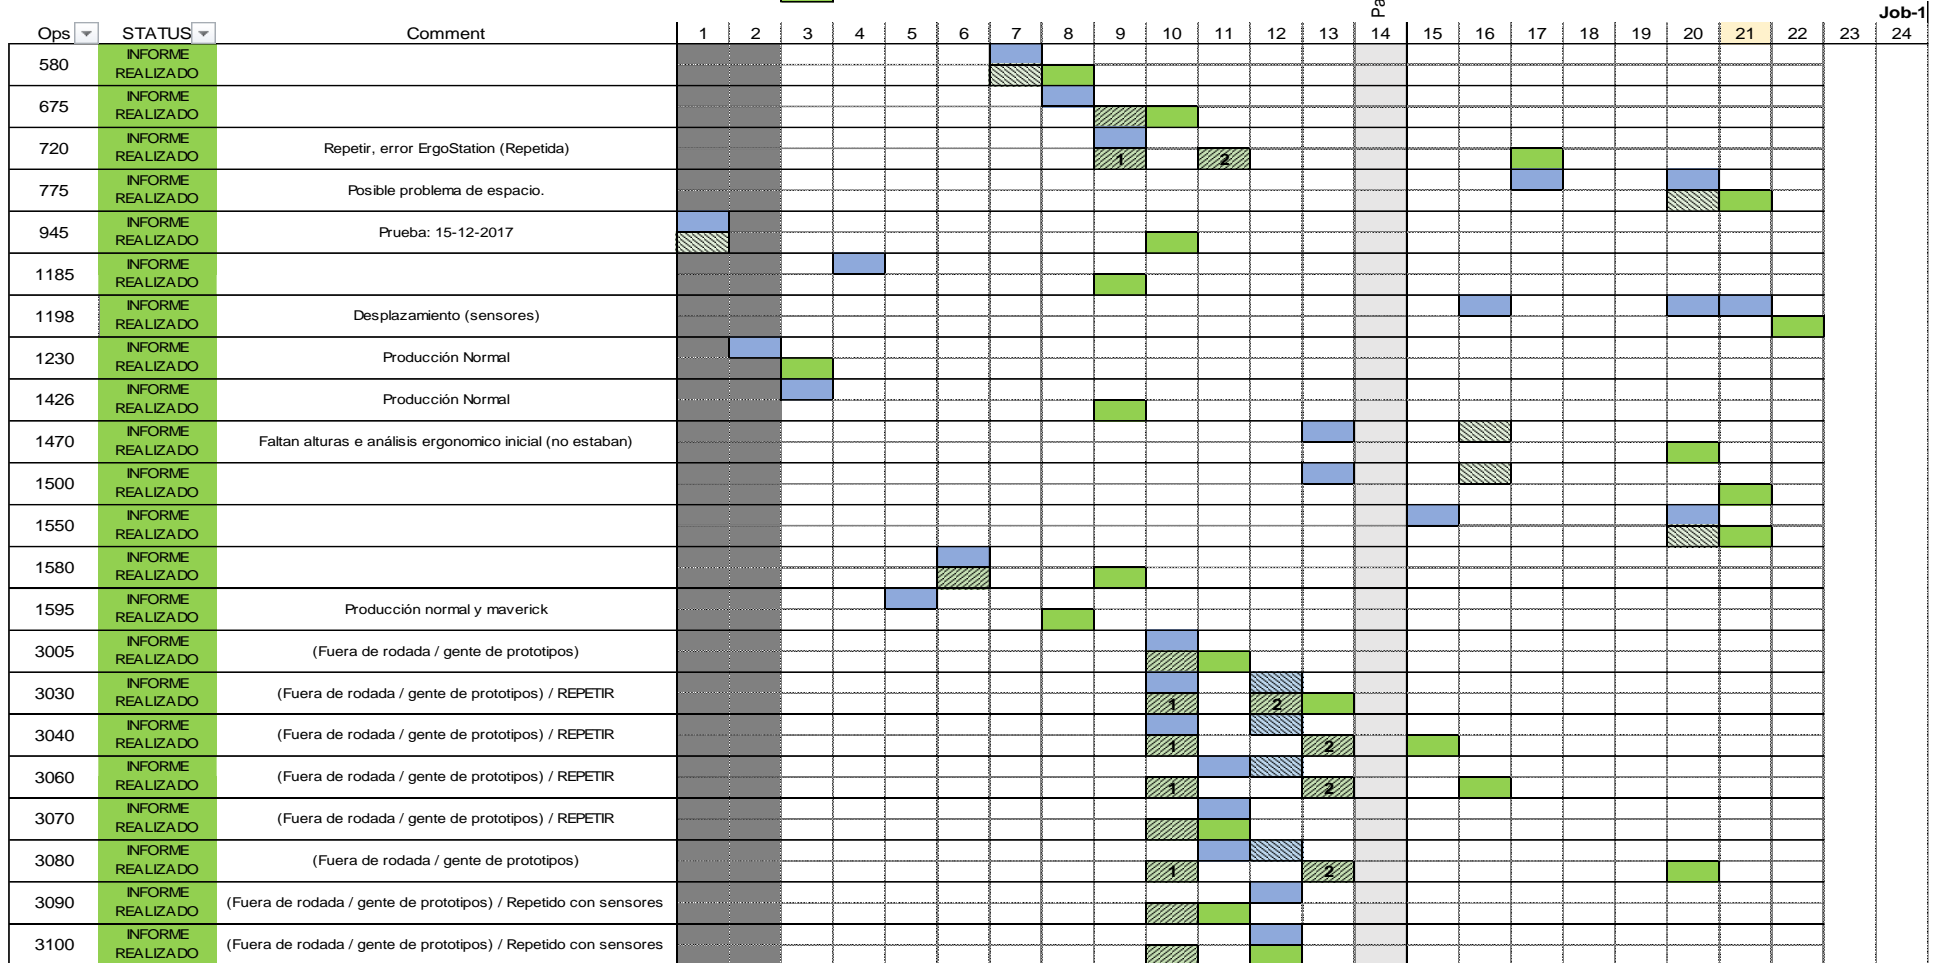 Pa
Job-1
Ops STATUS Comment 1 2 3 4 5 6 7 8 9 10 11 12 13 14 15 16 17 18 19 20 21 22 23 24
580 INFORME REALIZADO
675 INFORME REALIZADO
720 INFORME REALIZADO Repetir, error ErgoStation (Repetida) 1 2
775 INFORME REALIZADO Posible problema de espacio.
945 INFORME REALIZADO Prueba: 15-12-2017
1185 INFORME REALIZADO
1198 INFORME REALIZADO Desplazamiento (sensores)
1230 INFORME REALIZADO Producción Normal
1426 INFORME REALIZADO Producción Normal
1470 INFORME REALIZADO Faltan alturas e análisis ergonomico inicial (no estaban)
1500 INFORME REALIZADO
1550 INFORME REALIZADO
1580 INFORME REALIZADO
1595 INFORME REALIZADO Producción normal y maverick
3005 INFORME REALIZADO (Fuera de rodada / gente de prototipos)
3030 INFORME REALIZADO (Fuera de rodada / gente de prototipos) / REPETIR 1 2
3040 INFORME REALIZADO (Fuera de rodada / gente de prototipos) / REPETIR 1 2
3060 INFORME REALIZADO (Fuera de rodada / gente de prototipos) / REPETIR 1 2
3070 INFORME REALIZADO (Fuera de rodada / gente de prototipos) / REPETIR
3080 INFORME REALIZADO (Fuera de rodada / gente de prototipos) 1 2
3090 INFORME REALIZADO (Fuera de rodada / gente de prototipos) / Repetido con sensores
3100 INFORME REALIZADO (Fuera de rodada / gente de prototipos) / Repetido con sensores